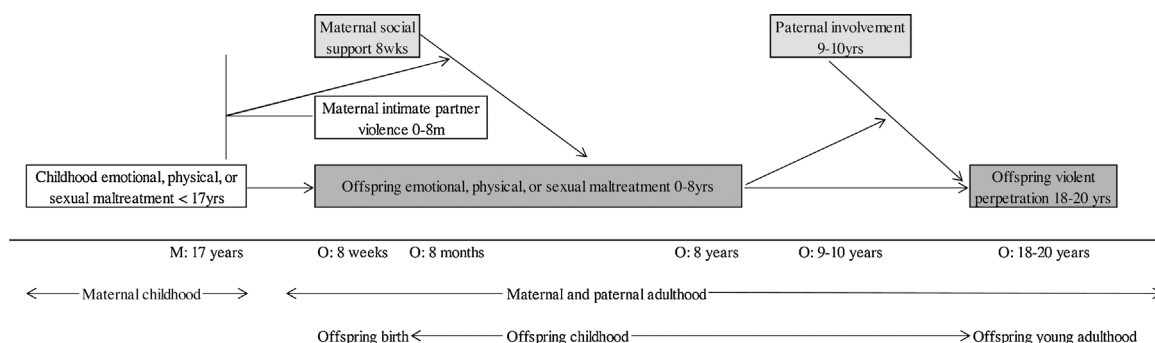 Maternal social
support 8wks
Paternal involvement
9-10yrs
Maternal intimate partner
violence 0-8m
Childhood emotional, physical, or
sexual maltreatment < 17yrs
Offspring emotional, physical, or sexual maltreatment 0-8yrs
Offspring violent
perpetration 18-20 yrs
M: 17 years
O: 8 weeks
O: 8 months
O: 8 years
O: 9-10 years
O: 18-20 years
Maternal childhood
Maternal and paternal adulthood
Offspring birth
Offspring childhood
Offspring young adulthood